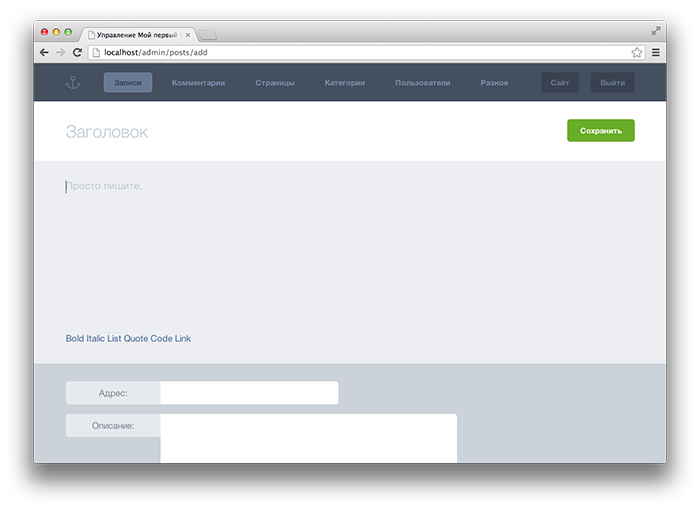 Управление Мой первый
localhost/admin/posts/add
Записи Комментарии Страницы Категории Пользователи Разное Сайт Выйти
Заголовок Сохранить
Просто пишите.
Bold Italic List Quote Code Link
Адрес:
Описание: